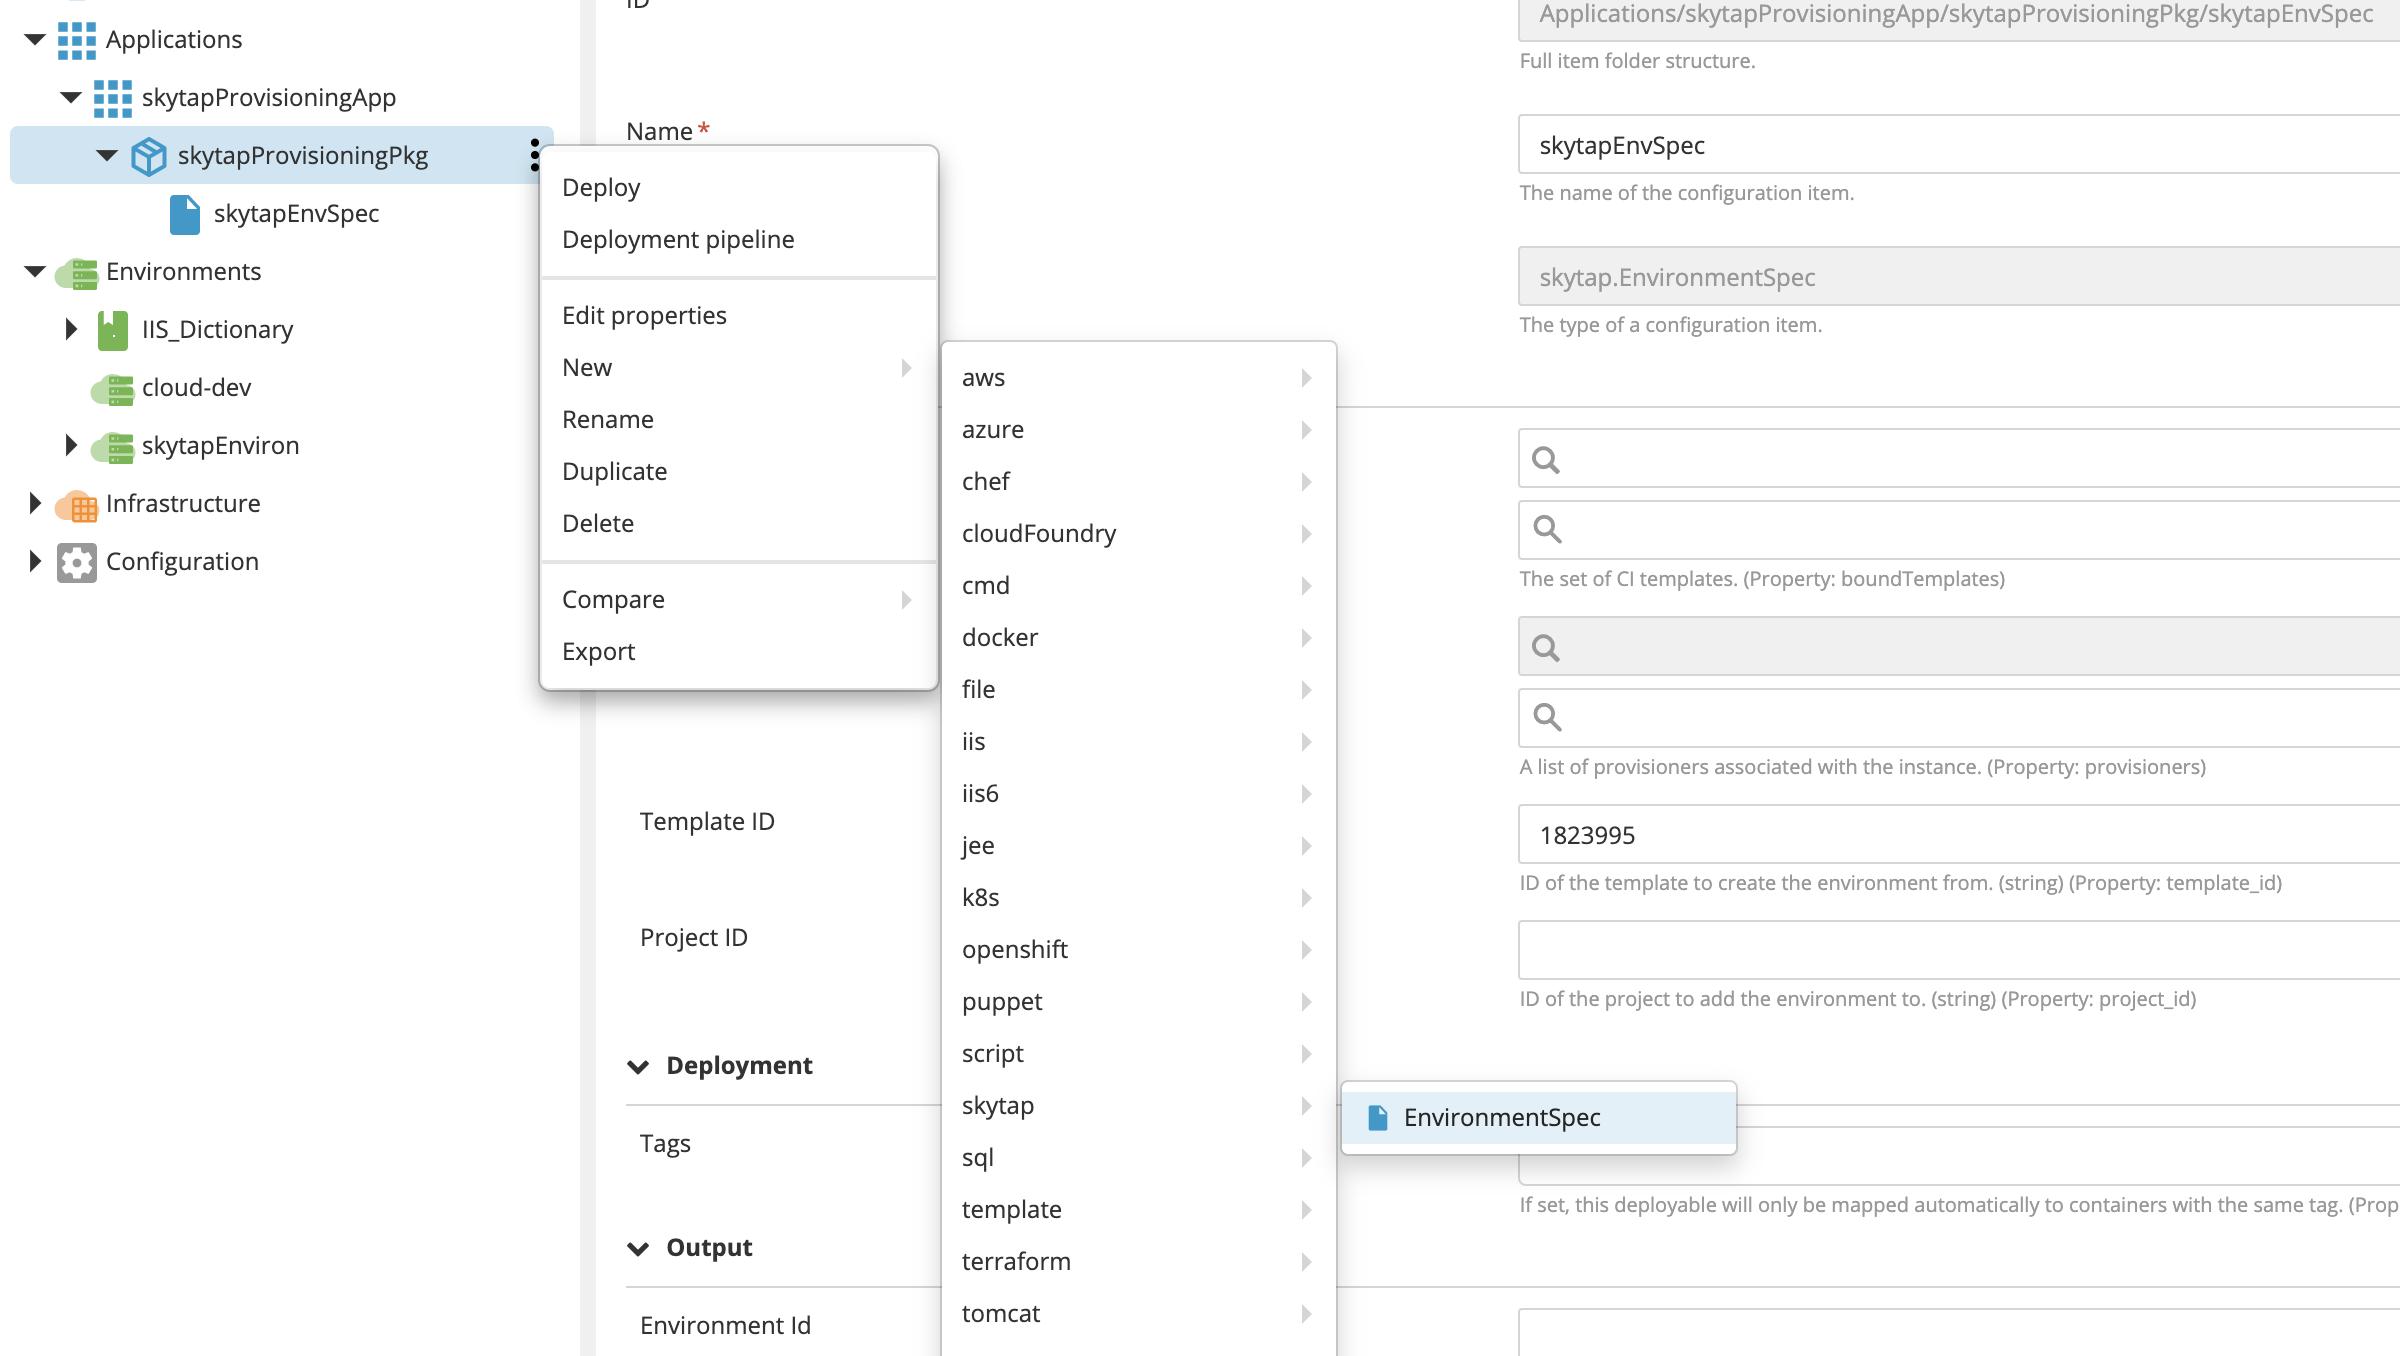 Applications
skytapProvisioningApp
skytapProvisioningPkg
skytapEnvSpec
Environments
IIS_Dictionary
cloud-dev
skytapEnviron
Infrastructure
Configuration
Deploy
Deployment pipeline
Edit properties
New
Rename
Duplicate
Delete
Compare
Export
aws
azure
chef
cloudFoundry
cmd
docker
file
iis
iis6
jee
k8s
openshift
puppet
script
skytap
sql
template
terraform
tomcat
EnvironmentSpec
ID
Applications/skytapProvisioningApp/skytapProvisioningPkg/skytapEnvSpec
Full item folder structure.
Name *
skytapEnvSpec
The name of the configuration item.
skytap.EnvironmentSpec
The type of a configuration item.
The set of CI templates. (Property: boundTemplates)
A list of provisioners associated with the instance. (Property: provisioners)
Template ID
1823995
ID of the template to create the environment from. (string) (Property: template_id)
Project ID
ID of the project to add the environment to. (string) (Property: project_id)
Deployment
Tags
If set, this deployable will only be mapped automatically to containers with the same tag. (Prop
Output
Environment Id